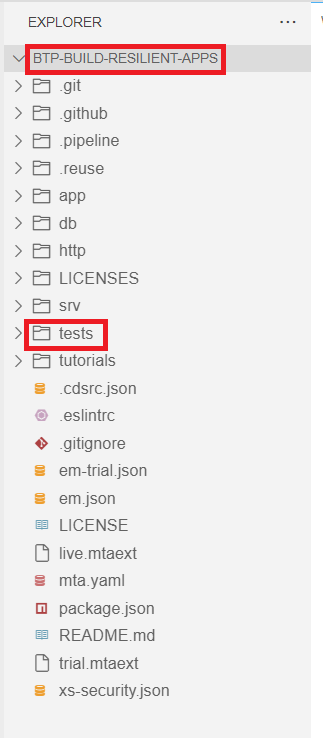 EXPLORER ...
BTP-BUILD-RESILIENT-APPS
.git
.github
.pipeline
.reuse
app
db
http
LICENSES
srv
tests
tutorials
.cdsrc.json
.eslintrc
.gitignore
em-trial.json
em.json
LICENSE
live.mtaext
mta.yaml
package.json
README.md
trial.mtaext
xs-security.json